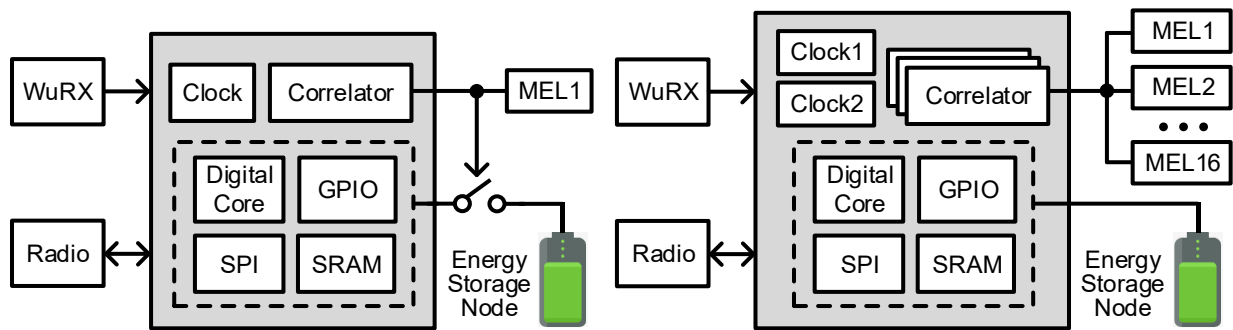 WuRX
Clock
Correlator
MEL1
Digital
Core
GPIO
SPI
SRAM
Radio
Energy
Storage
Node
WuRX
Clock1
Clock2
Correlator
MEL1
MEL2
MEL16
Digital
Core
GPIO
SPI
SRAM
Radio
Energy
Storage
Node